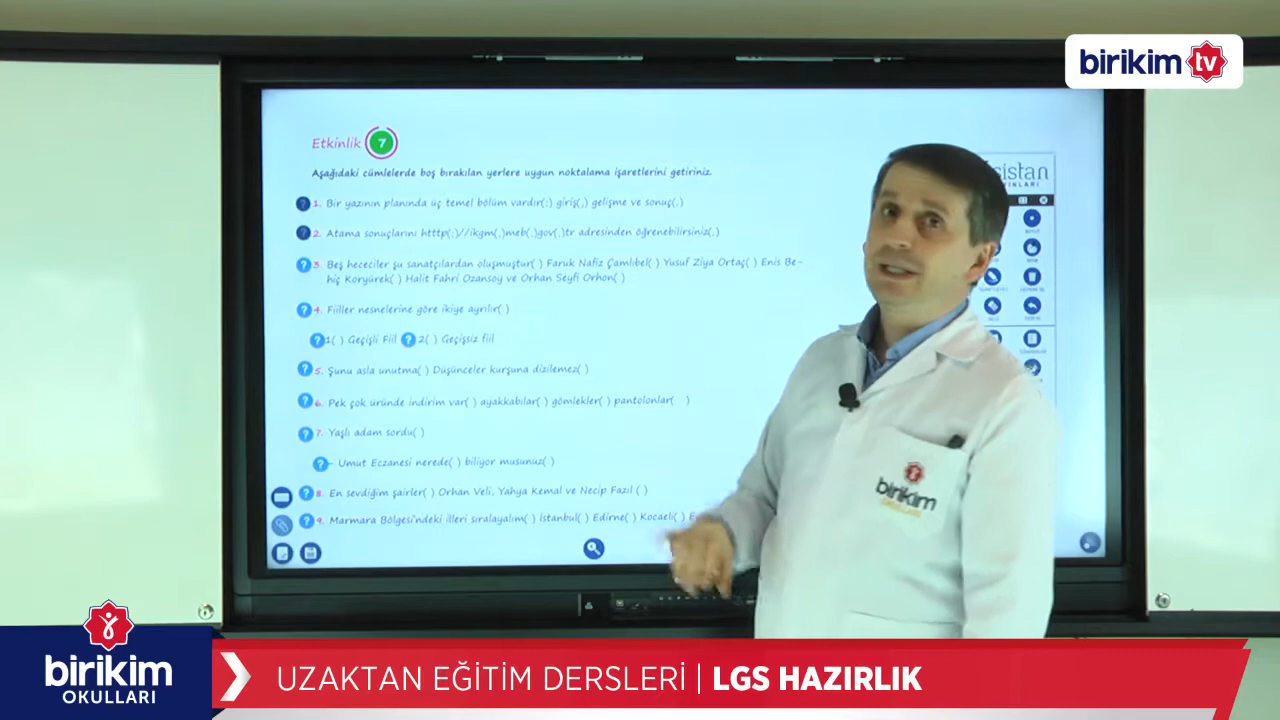 birikim tv
Etkinlik 7
Aşağıdaki cümlelerde boş bırakılan yerlere uygun noktalama işaretlerini getiriniz.
sistan
YINLARI
? 1. Bir yazının planında üç temel bölüm vardır(:) giriş(,) gelişme ve sonuç(.)
? 2. Atama sonuçlarını htttp(:)//ikgm(.)meb(.)gov(.)tr adresinden öğrenebilirsiniz(.)
? 3. Beş hececiler şu sanatçılardan oluşmuştur( ) Faruk Nafiz Çamlıbel( ) Yusuf Ziya Ortaç( ) Enis Be-
hiç Koryürek( ) Halit Fahri Ozansoy ve Orhan Seyfi Orhon( )
? 4. Fiiller nesnelerine göre ikiye ayrılır( )
? 1( ) Geçişli Fiil ? 2( ) Geçişsiz fiil
? 5. Şunu asla unutma( ) Düşünceler kurşuna dizilemez( )
? 6. Pek çok üründe indirim var( ) ayakkabılar( ) gömlekler( ) pantolonlar( )
? 7. Yaşlı adam sordu( )
? – Umut Eczanesi nerede( ) biliyor musunuz( )
? 8. En sevdiğim şairler( ) Orhan Veli, Yahya Kemal ve Necip Fazıl ( )
? 9. Marmara Bölgesi'ndeki illeri sıralayalım( ) İstanbul( ) Edirne( ) Kocaeli( )
birikim
OKULLARI
birikim
OKULLARI
UZAKTAN EĞİTİM DERSLERİ | LGS HAZIRLIK